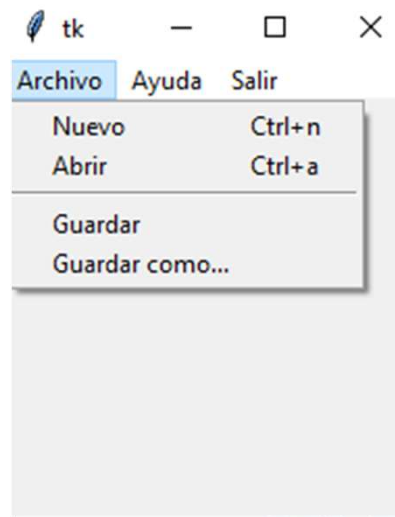 tk
Archivo Ayuda Salir
Nuevo Ctrl+n
Abrir Ctrl+a
Guardar
Guardar como...